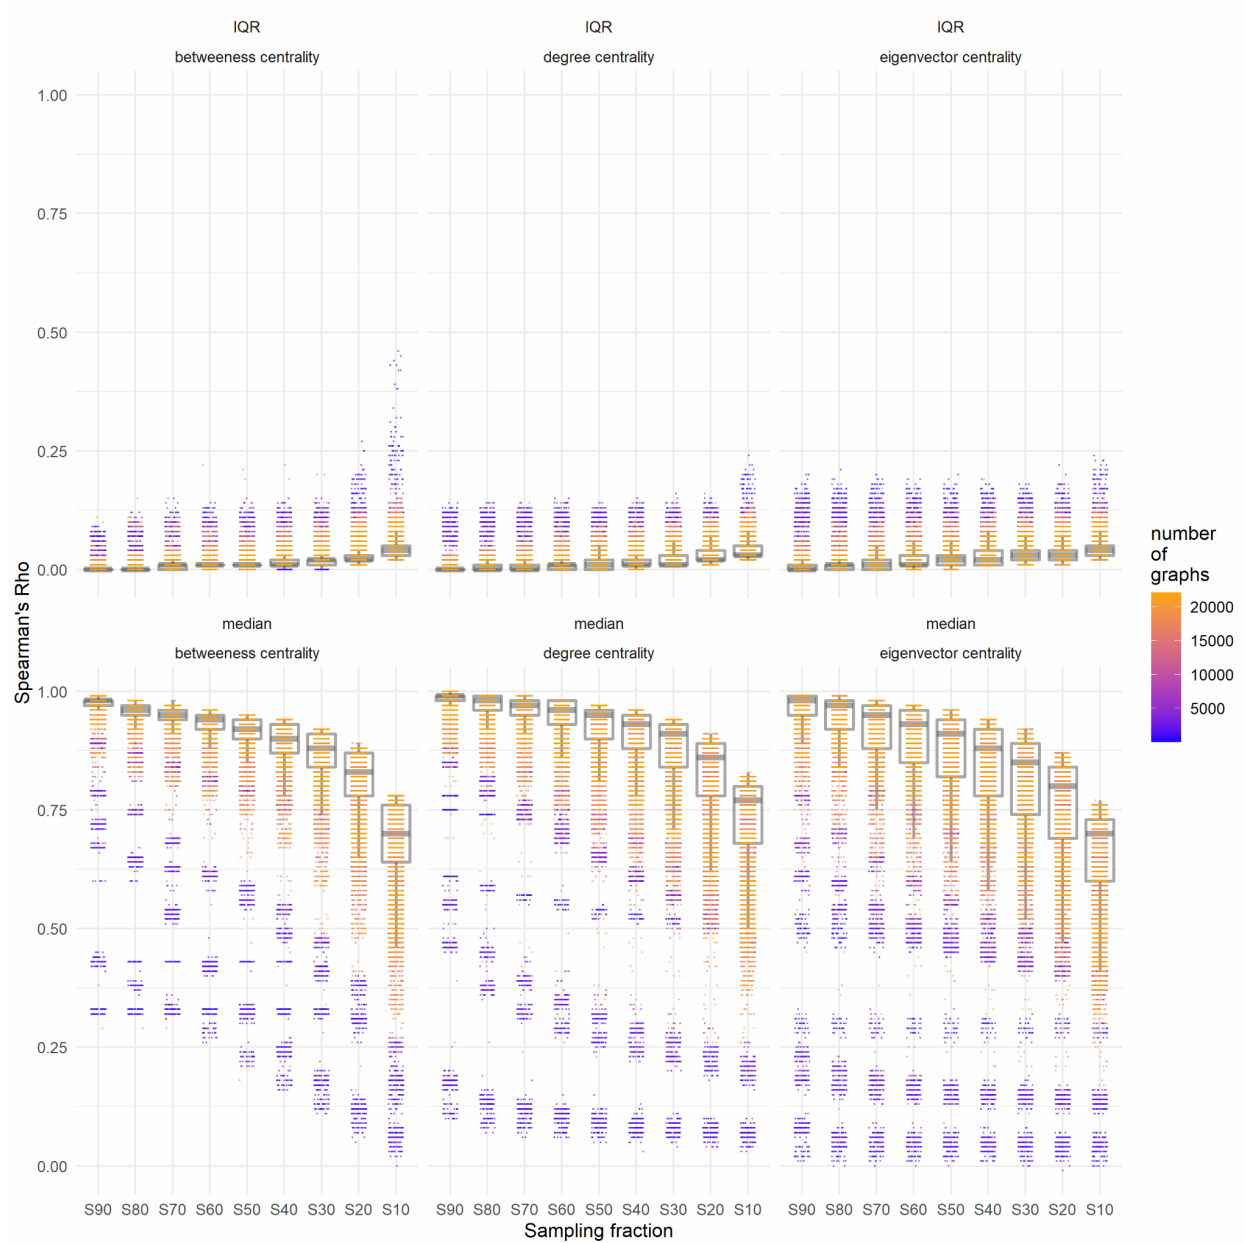 IQR IQR IQR
betweeness centrality degree centrality eigenvector centrality
1.00
0.75
0.50
0.25
0.00
median median median
betweeness centrality degree centrality eigenvector centrality
1.00
0.75
0.50
0.25
0.00
Spearman's Rho
S90 S80 S70 S60 S50 S40 S30 S20 S10 S90 S80 S70 S60 S50 S40 S30 S20 S10 S90 S80 S70 S60 S50 S40 S30 S20 S10
Sampling fraction
number
of
graphs
20000
15000
10000
5000